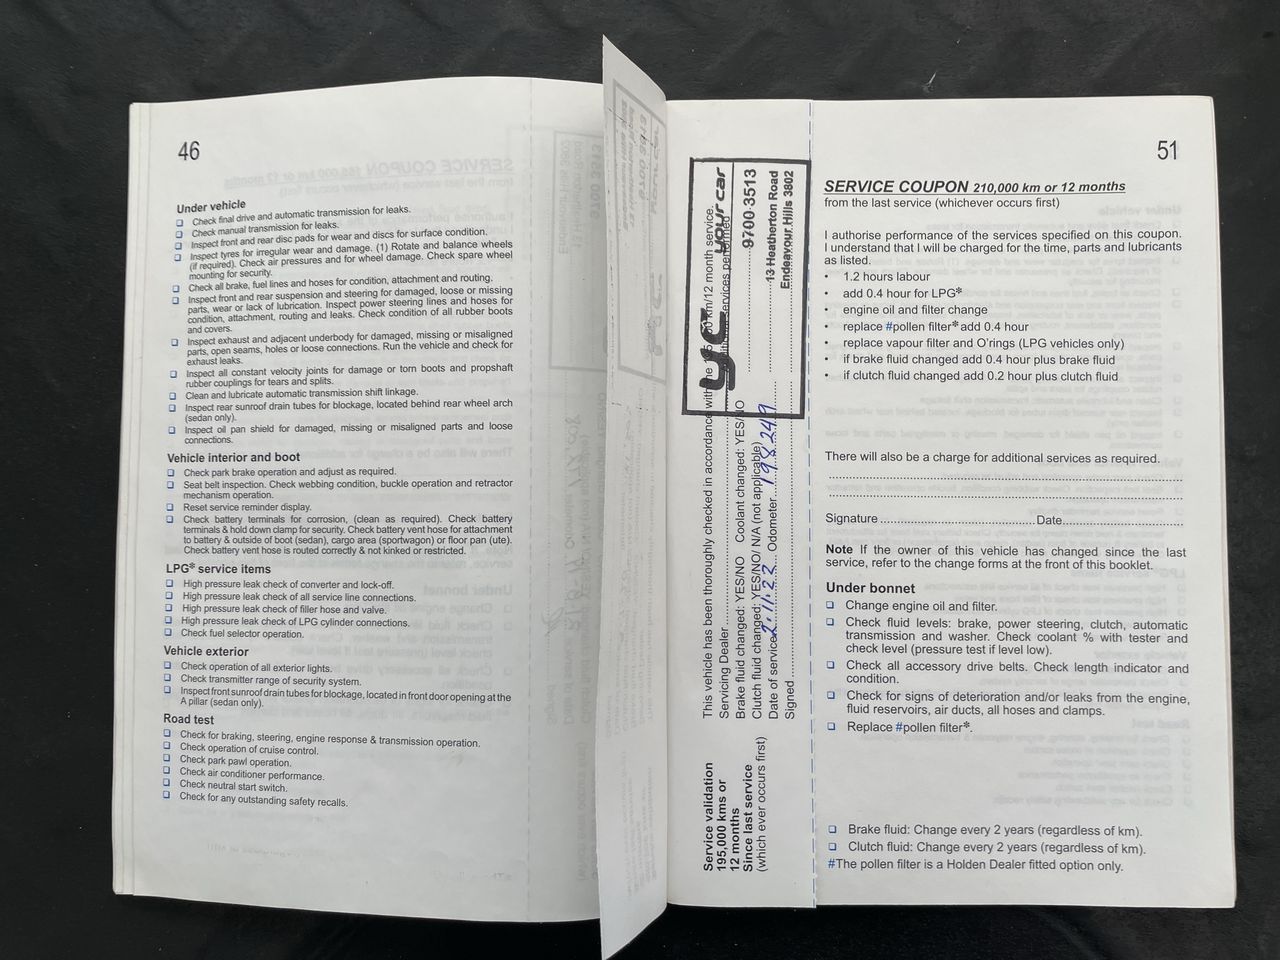 46
Under vehicle
Check final drive and automatic transmission for leaks.
Check manual transmission for leaks.
Inspect front and rear disc pads for wear and discs for surface condition.
Inspect tyres for irregular wear and damage. (1) Rotate and balance wheels
(if required). Check air pressures and for wheel damage. Check spare wheel
mounting for security.
Check all brake, fuel lines and hoses for condition, attachment and routing.
Inspect front and rear suspension and steering for damaged, loose or missing
parts, wear or lack of lubrication. Inspect power steering lines and hoses for
condition, attachment, routing and leaks. Check condition of all rubber boots
and covers.
Inspect exhaust and adjacent underbody for damaged, missing or misaligned
parts, open seams, holes or loose connections. Run the vehicle and check for
exhaust leaks.
Inspect all constant velocity joints for damage or torn boots and propshaft
rubber couplings for tears and splits.
Clean and lubricate automatic transmission shift linkage.
Inspect rear sunroof drain tubes for blockage, located behind rear wheel arch
(sedan only).
Inspect oil pan shield for damaged, missing or misaligned parts and loose
connections.
Vehicle interior and boot
Check park brake operation and adjust as required.
Seat belt inspection. Check webbing condition, buckle operation and retractor
mechanism operation.
Reset service reminder display.
Check battery terminals for corrosion, (clean as required). Check battery
terminals & hold down clamp for security. Check battery vent hose for attachment
to battery & outside of boot (sedan), cargo area (sportwagon) or floor pan (ute).
Check battery vent hose is routed correctly & not kinked or restricted.
LPG* service items
High pressure leak check of converter and lock-off.
High pressure leak check of all service line connections.
High pressure leak check of filler hose and valve.
High pressure leak check of LPG cylinder connections.
Check fuel selector operation.
Vehicle exterior
Check operation of all exterior lights.
Check transmitter range of security system.
Inspect front sunroof drain tubes for blockage, located in front door opening at the
A pillar (sedan only).
Road test
Check for braking, steering, engine response & transmission operation.
Check operation of cruise control.
Check park pawl operation.
Check air conditioner performance.
Check neutral start switch.
Check for any outstanding safety recalls.
Service validation
195,000 kms or
12 months
Since last service
(which ever occurs first)
This vehicle has been thoroughly checked in accordance with the km/12 month service.
Servicing Dealer services performed
Brake fluid changed: YES/NO Coolant changed: YES/NO
Clutch fluid changed: YES/NO/ N/A (not applicable)
Date of service 2.11.23 Odometer 198249
Signed
yc your car
9700 3513
13 Heatherton Road
Endeavour Hills 3802
51
SERVICE COUPON 210,000 km or 12 months
from the last service (whichever occurs first)
I authorise performance of the services specified on this coupon.
I understand that I will be charged for the time, parts and lubricants
as listed.
• 1.2 hours labour
• add 0.4 hour for LPG*
• engine oil and filter change
• replace #pollen filter* add 0.4 hour
• replace vapour filter and O'rings (LPG vehicles only)
• if brake fluid changed add 0.4 hour plus brake fluid
• if clutch fluid changed add 0.2 hour plus clutch fluid
There will also be a charge for additional services as required.
Signature Date
Note If the owner of this vehicle has changed since the last
service, refer to the change forms at the front of this booklet.
Under bonnet
Change engine oil and filter.
Check fluid levels: brake, power steering, clutch, automatic
transmission and washer. Check coolant % with tester and
check level (pressure test if level low).
Check all accessory drive belts. Check length indicator and
condition.
Check for signs of deterioration and/or leaks from the engine,
fluid reservoirs, air ducts, all hoses and clamps.
Replace #pollen filter*.
Brake fluid: Change every 2 years (regardless of km).
Clutch fluid: Change every 2 years (regardless of km).
#The pollen filter is a Holden Dealer fitted option only.